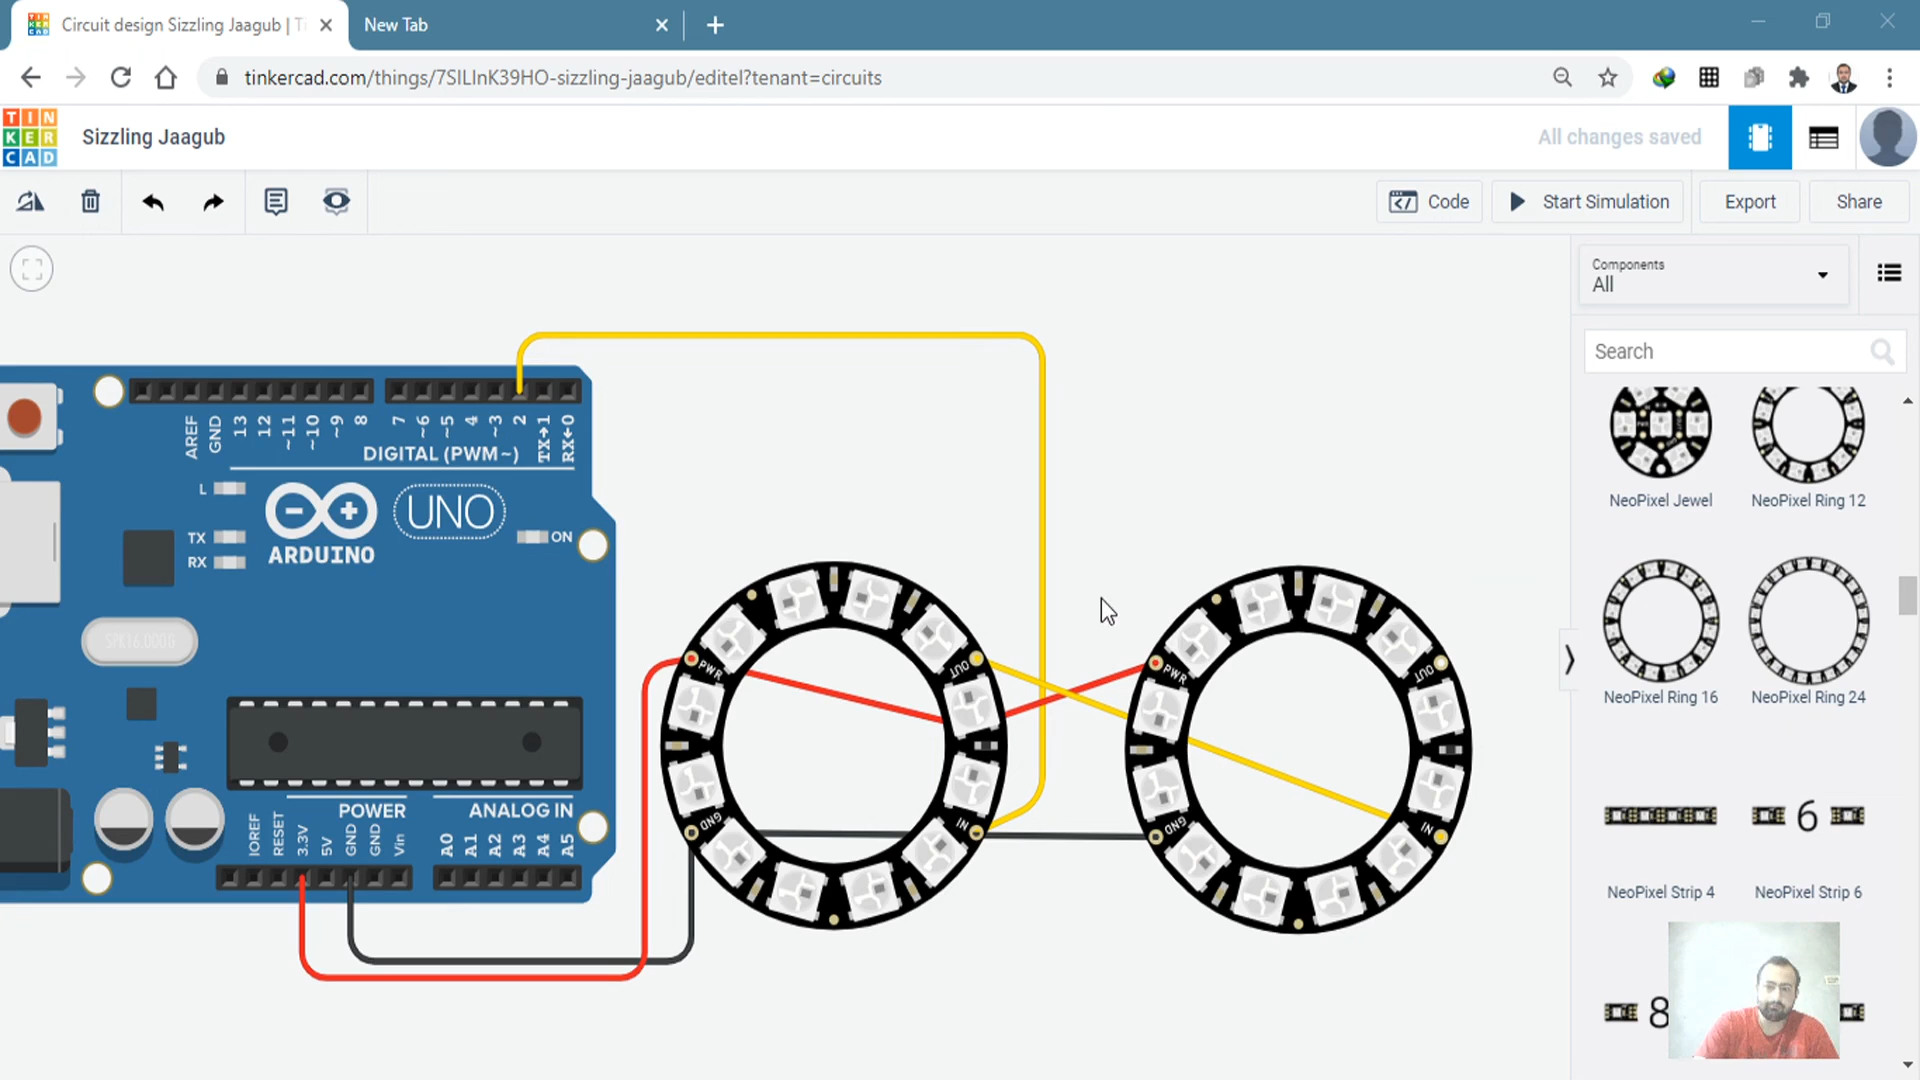 Circuit design Sizzling Jaagub | Ti
New Tab
tinkercad.com/things/7SILlnK39HO-sizzling-jaagub/editel?tenant=circuits
TIN
KER
CAD
Sizzling Jaagub
All changes saved
Code
Start Simulation
Export
Share
Components
All
Search
NeoPixel Jewel
NeoPixel Ring 12
NeoPixel Ring 16
NeoPixel Ring 24
6
NeoPixel Strip 4
NeoPixel Strip 6
8
AREF
GND
13
12
~11
~10
~9
8
7
~6
~5
4
~3
2
TX→1
RX←0
DIGITAL (PWM~)
L
TX
RX
ARDUINO
UNO
ON
SPK16.000G
POWER
ANALOG IN
IOREF
RESET
3.3V
5V
GND
GND
Vin
A0
A1
A2
A3
A4
A5
PWR
OUT
GND
IN
PWR
OUT
GND
IN